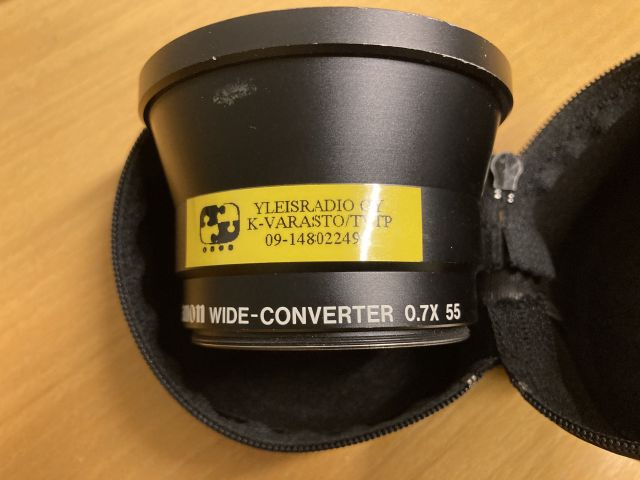 YLEISRADIO OY
K-VARASTO/TVTP
09-14802249
WIDE-CONVERTER 0.7X 55